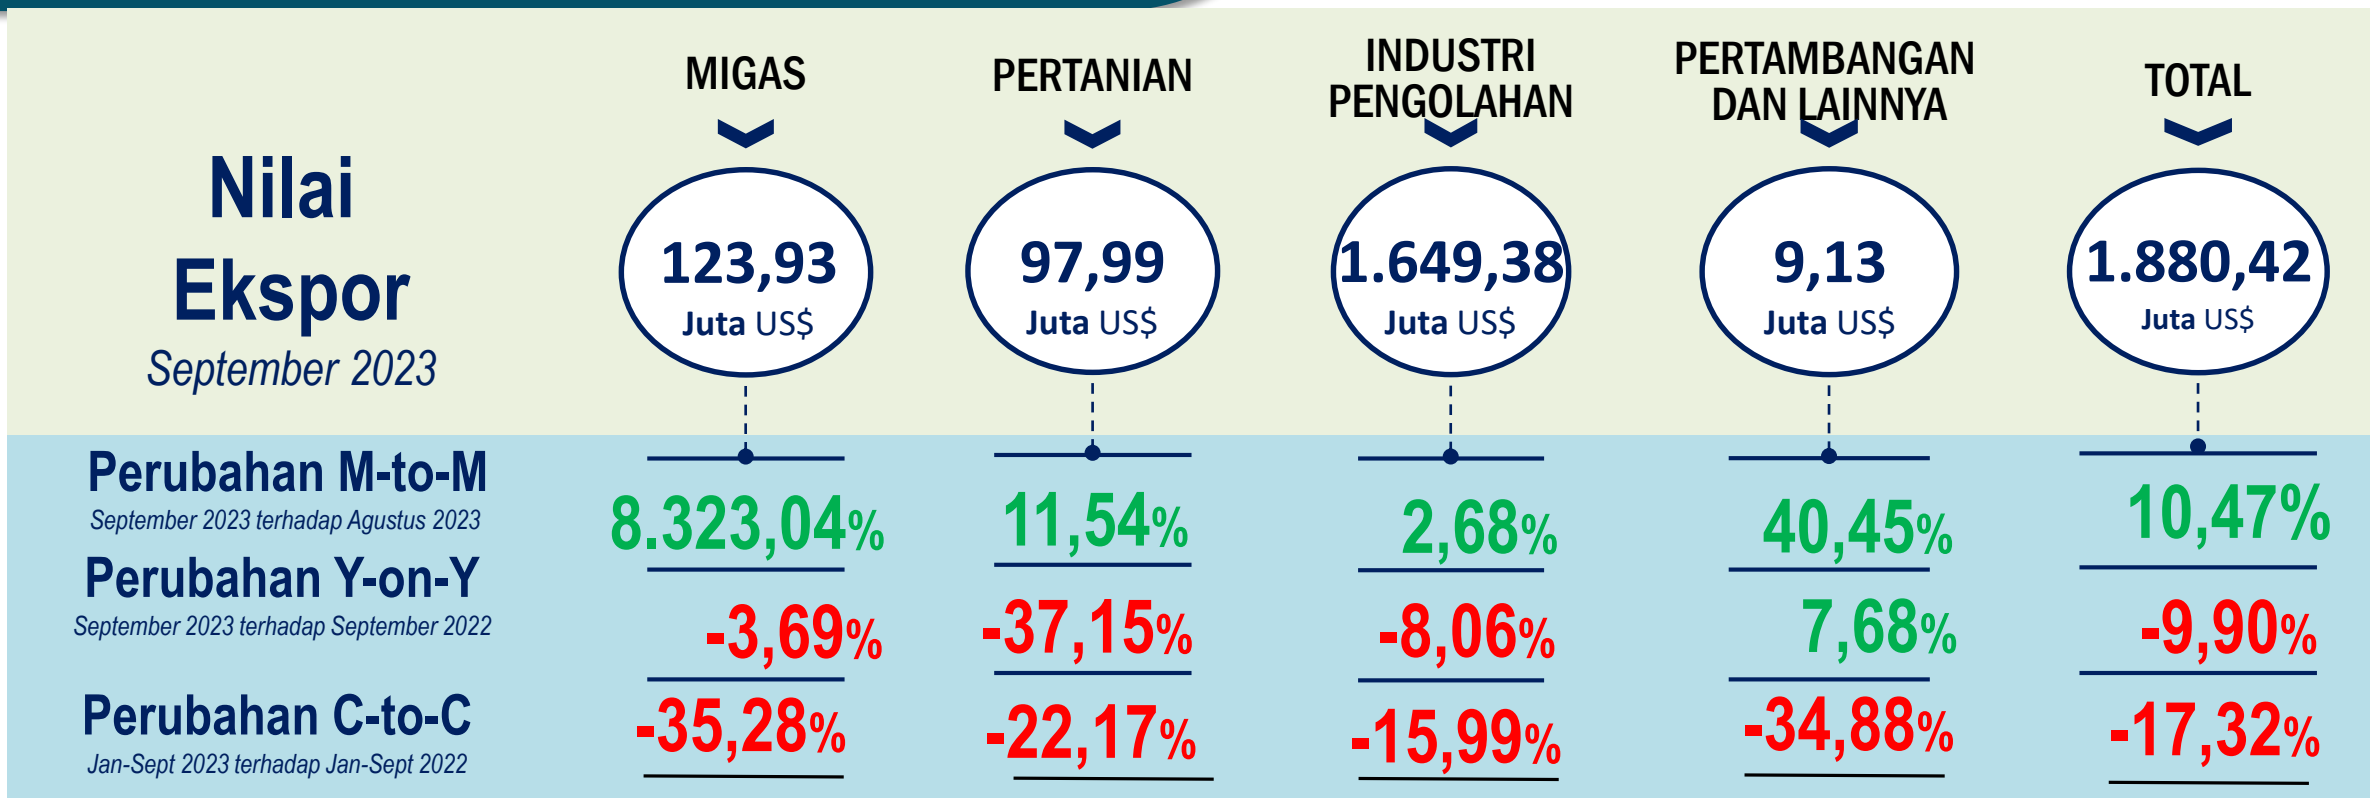 MIGAS
PERTANIAN
INDUSTRI
PENGOLAHAN
PERTAMBANGAN
DAN LAINNYA
TOTAL
Nilai
Ekspor
September 2023
123,93
Juta US$
97,99
Juta US$
1.649,38
Juta US$
9,13
Juta US$
1.880,42
Juta US$
Perubahan M-to-M
September 2023 terhadap Agustus 2023
8.323,04%
11,54%
2,68%
40,45%
10,47%
Perubahan Y-on-Y
September 2023 terhadap September 2022
-3,69%
-37,15%
-8,06%
7,68%
-9,90%
Perubahan C-to-C
Jan-Sept 2023 terhadap Jan-Sept 2022
-35,28%
-22,17%
-15,99%
-34,88%
-17,32%